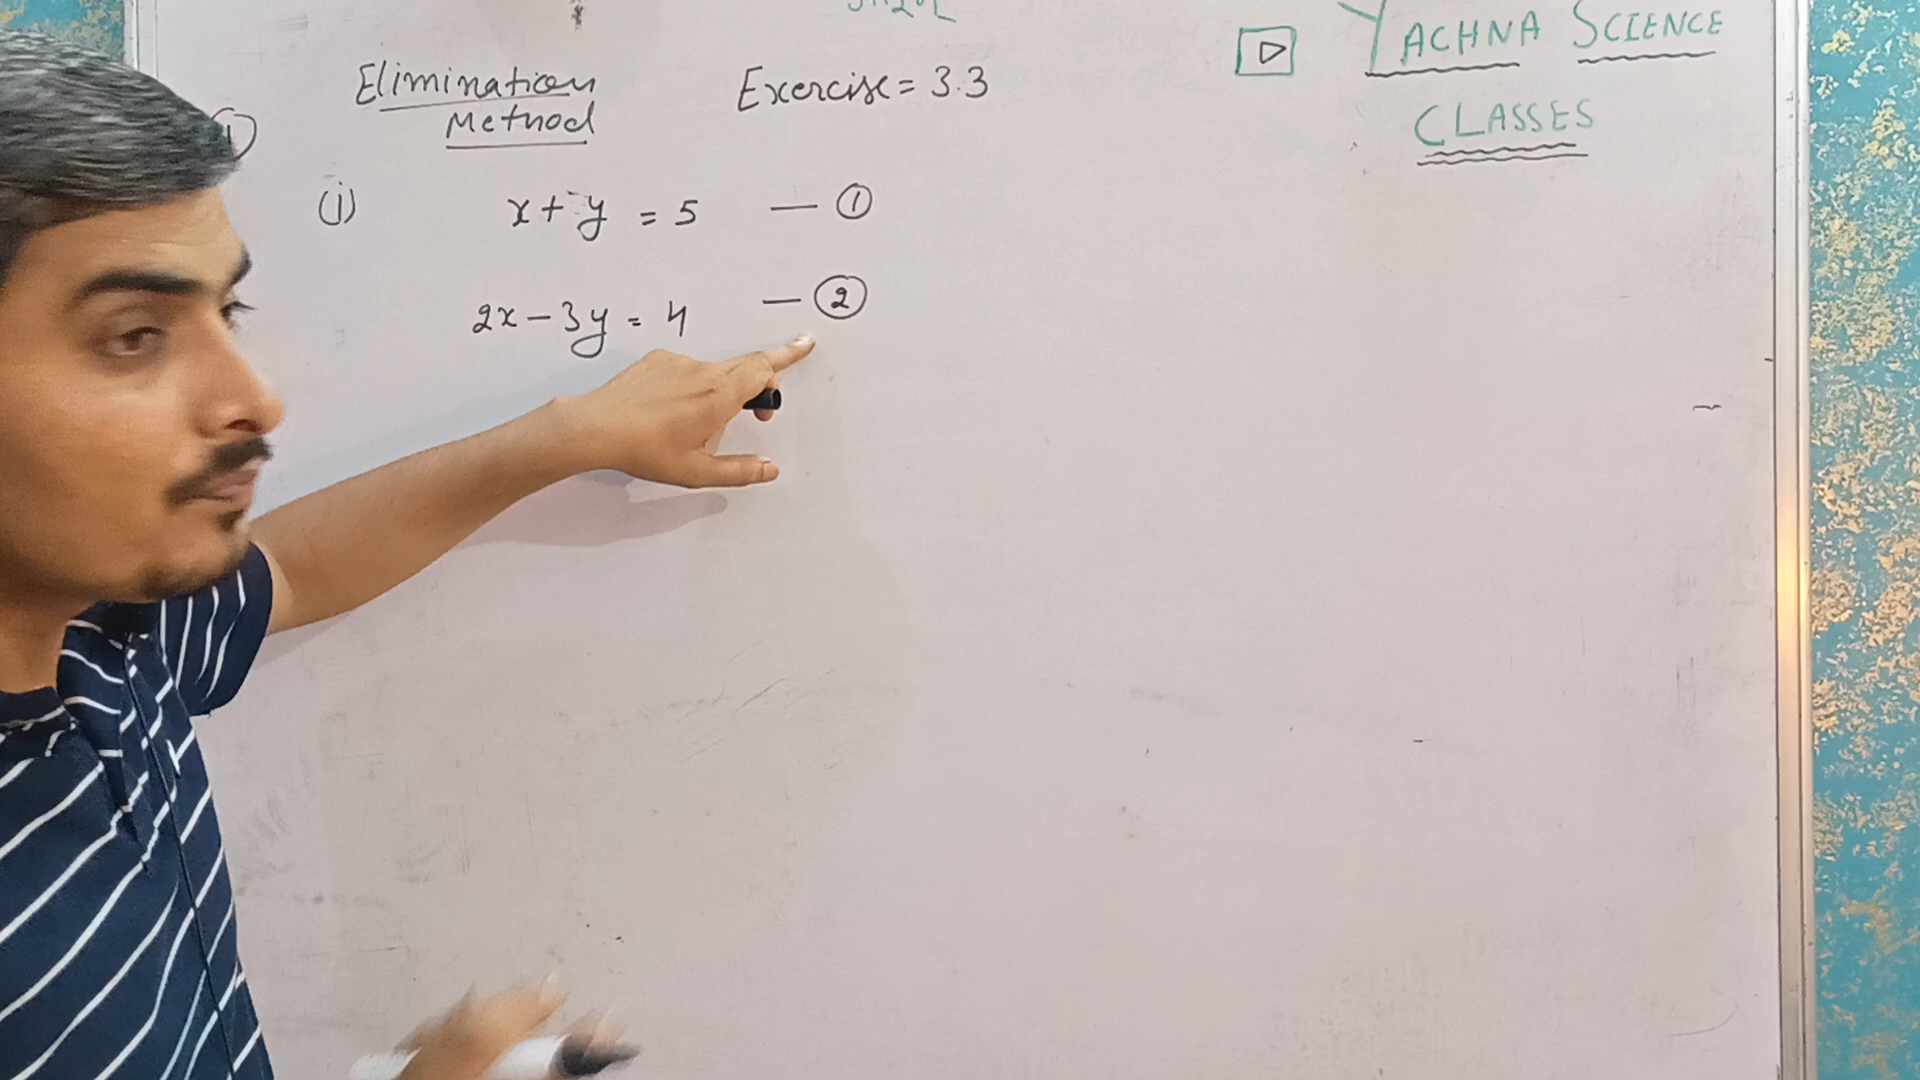 Elimination Method
Exercise = 3.3
YACHNA SCIENCE
CLASSES
(i) x + y = 5 — ①
2x - 3y = 4 — ②